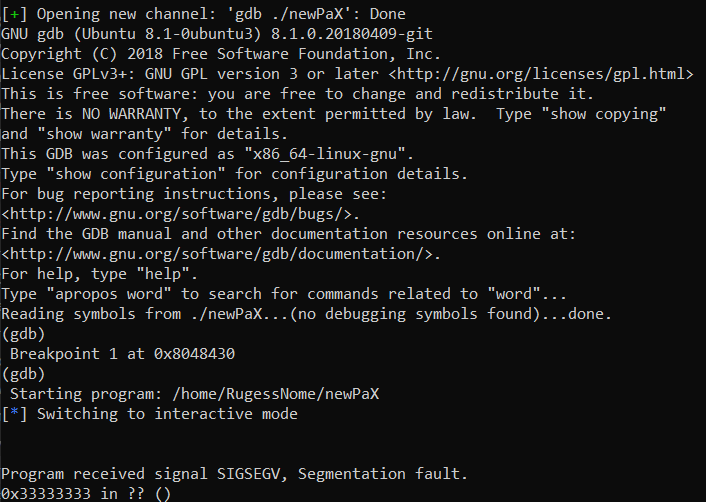 [+] Opening new channel: 'gdb ./newPaX': Done
GNU gdb (Ubuntu 8.1-0ubuntu3) 8.1.0.20180409-git
Copyright (C) 2018 Free Software Foundation, Inc.
License GPLv3+: GNU GPL version 3 or later <http://gnu.org/licenses/gpl.html>
This is free software: you are free to change and redistribute it.
There is NO WARRANTY, to the extent permitted by law.  Type "show copying"
and "show warranty" for details.
This GDB was configured as "x86_64-linux-gnu".
Type "show configuration" for configuration details.
For bug reporting instructions, please see:
<http://www.gnu.org/software/gdb/bugs/>.
Find the GDB manual and other documentation resources online at:
<http://www.gnu.org/software/gdb/documentation/>.
For help, type "help".
Type "apropos word" to search for commands related to "word"...
Reading symbols from ./newPaX...(no debugging symbols found)...done.
(gdb)
 Breakpoint 1 at 0x8048430
(gdb)
 Starting program: /home/RugessNome/newPaX
[*] Switching to interactive mode
Program received signal SIGSEGV, Segmentation fault.
0x33333333 in ?? ()